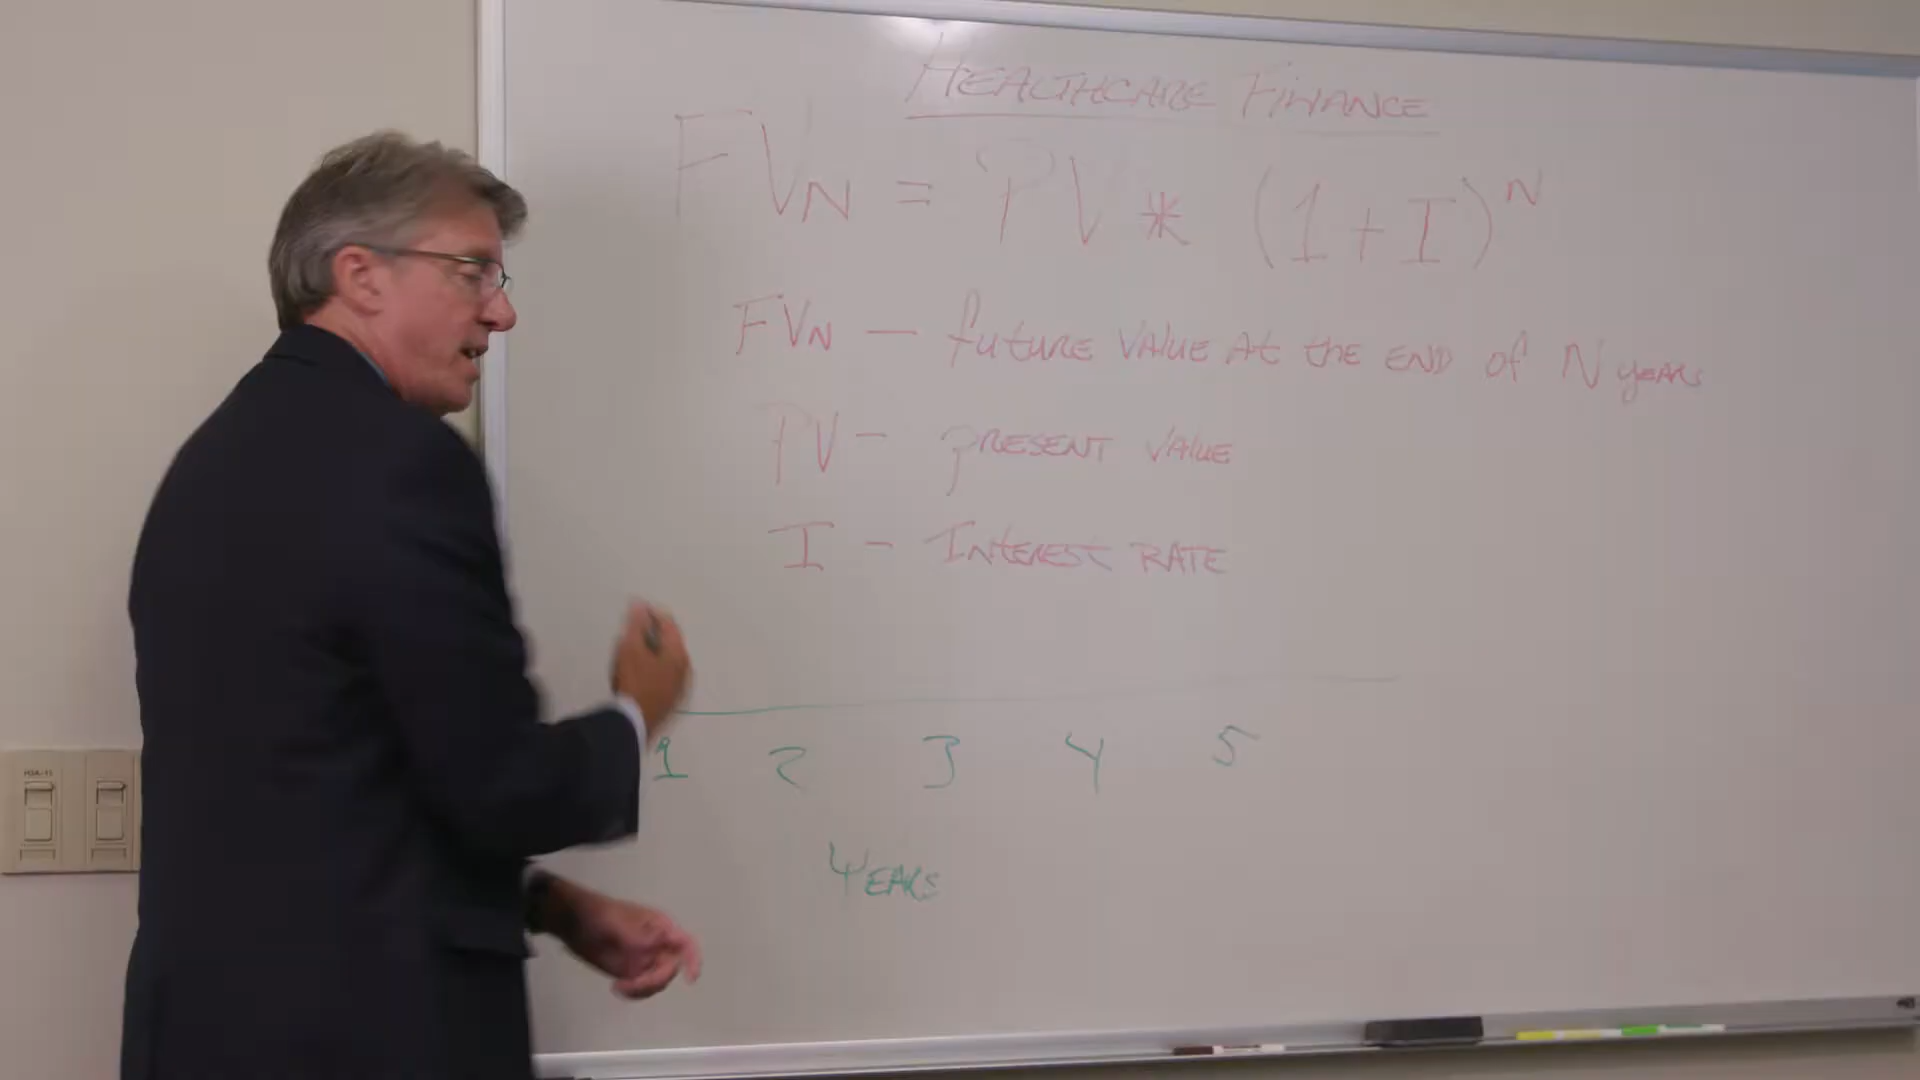 HEALTHCARE FINANCE
FVN = PV * (1+I)^N
FVN — future VALUE At the END of N yEARS
PV – pRESENT VALUE
I – INterest RATE
1 2 3 4 5
YEARS